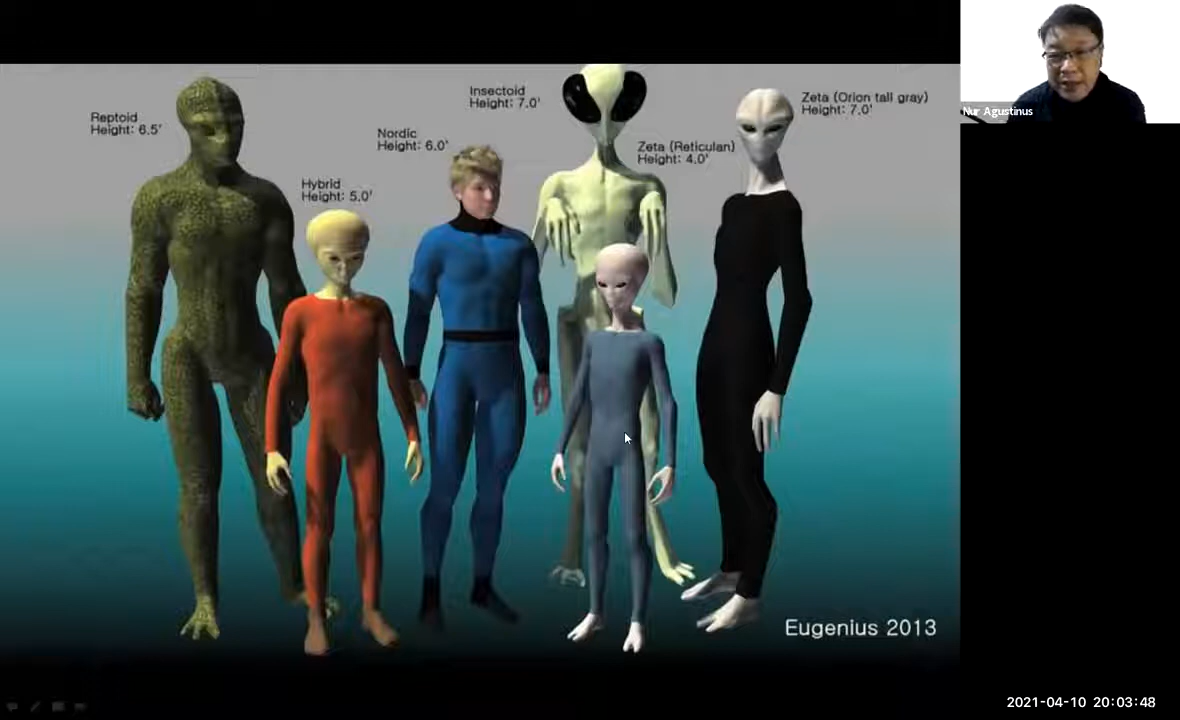 Reptoid
Height: 6.5'
Hybrid
Height: 5.0'
Nordic
Height: 6.0'
Insectoid
Height: 7.0'
Zeta (Reticulan)
Height: 4.0'
Zeta (Orion tall gray)
Height: 7.0'
Eugenius 2013
Nur Agustinus
2021-04-10 20:03:48